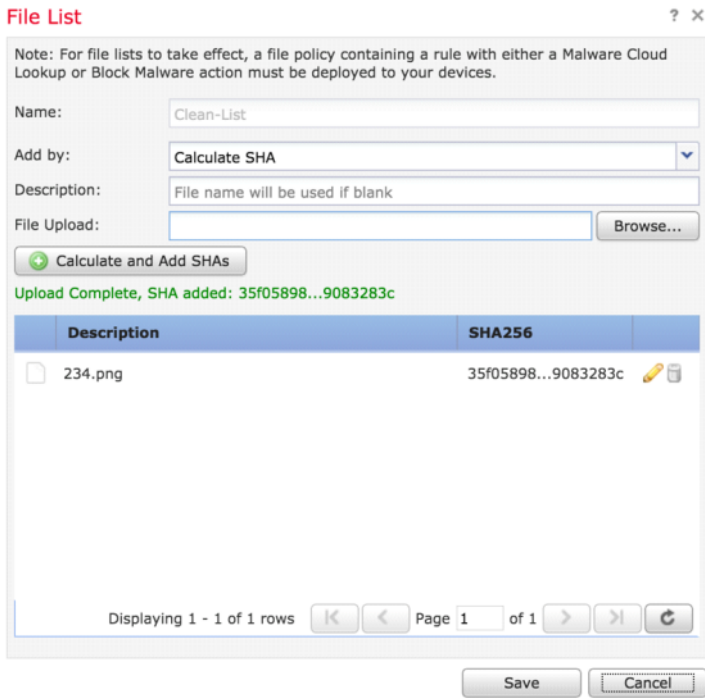 File List
? ×
Note: For file lists to take effect, a file policy containing a rule with either a Malware Cloud
Lookup or Block Malware action must be deployed to your devices.
Name: Clean-List
Add by: Calculate SHA
Description: File name will be used if blank
File Upload: Browse...
Calculate and Add SHAs
Upload Complete, SHA added: 35f05898...9083283c
Description SHA256
234.png 35f05898...9083283c
Displaying 1 - 1 of 1 rows Page 1 of 1
Save Cancel